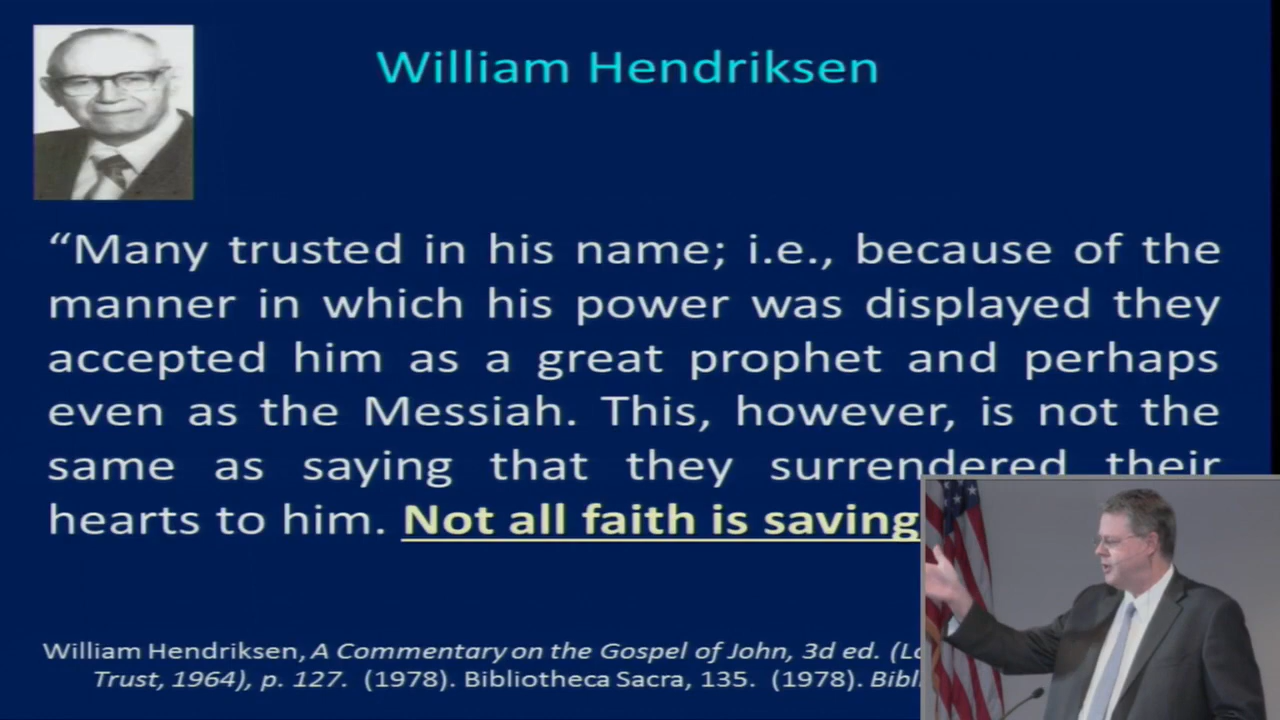 William Hendriksen
“Many trusted in his name; i.e., because of the
manner in which his power was displayed they
accepted him as a great prophet and perhaps
even as the Messiah. This, however, is not the
same as saying that they surrendered their
hearts to him. Not all faith is saving
William Hendriksen, A Commentary on the Gospel of John, 3d ed.
Trust, 1964), p. 127. (1978). Bibliotheca Sacra, 135. (1978).